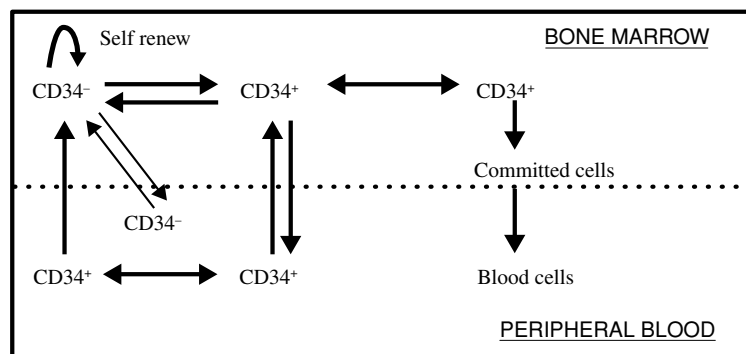 Self renew
BONE MARROW
CD34⁻
CD34⁺
CD34⁺
Committed cells
CD34⁻
CD34⁺
CD34⁺
Blood cells
PERIPHERAL BLOOD